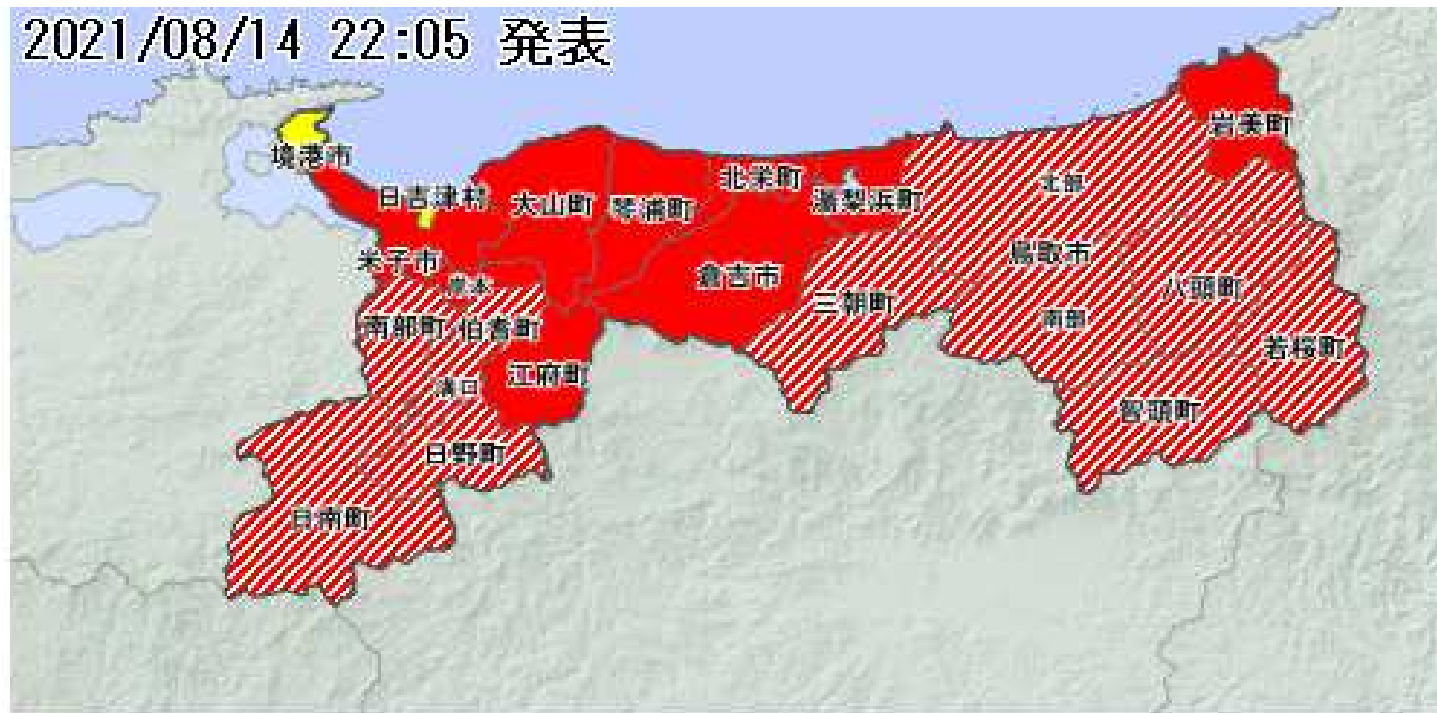 2021/08/14 22:05 発表
岩美町
境港市
北栄町
北部
日吉津村
大山町
琴浦町
湯梨浜町
米子市
鳥取市
倉吉市
岸本
八頭町
三朝町
南部町
伯耆町
南部
若桜町
江府町
溝口
智頭町
日野町
日南町